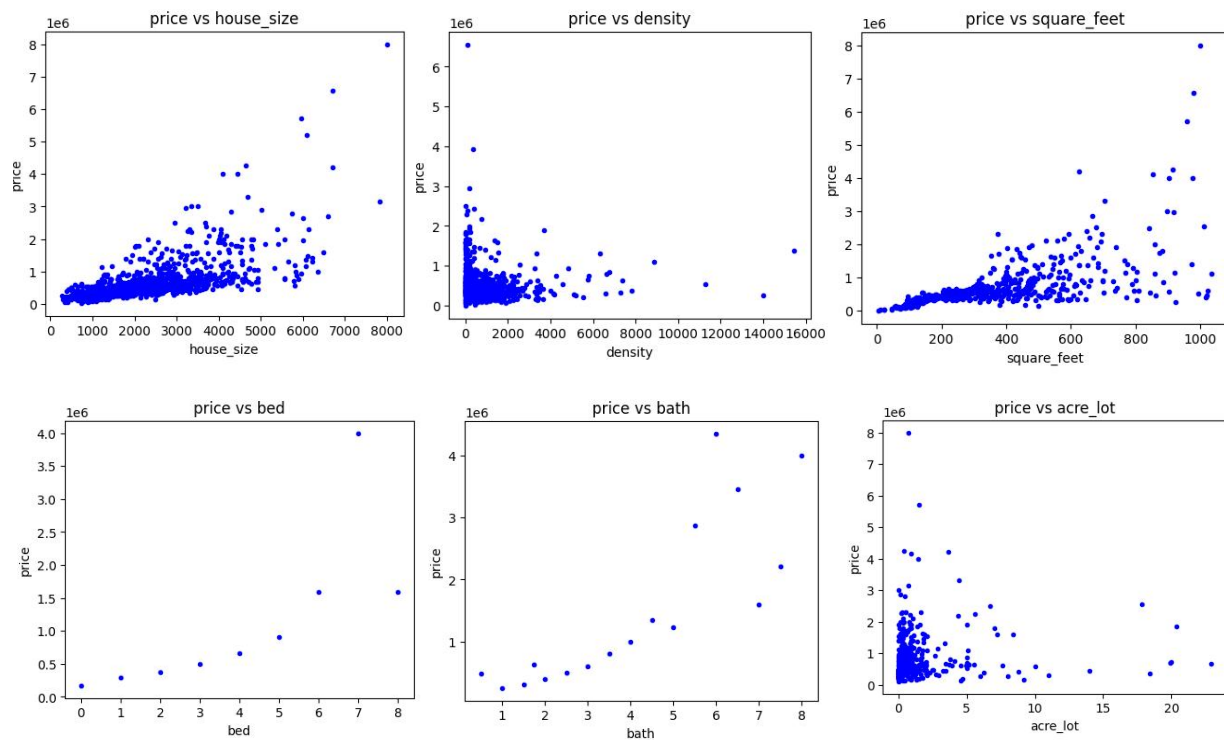 price vs house_size
1e6
8
7
6
5
4
3
2
1
0
price
0 1000 2000 3000 4000 5000 6000 7000 8000
house_size
price vs density
1e6
6
5
4
3
2
1
0
price
0 2000 4000 6000 8000 10000 12000 14000 16000
density
price vs square_feet
1e6
8
7
6
5
4
3
2
1
0
price
0 200 400 600 800 1000
square_feet
price vs bed
1e6
4.0
3.5
3.0
2.5
2.0
1.5
1.0
0.5
0.0
price
0 1 2 3 4 5 6 7 8
bed
price vs bath
1e6
4
3
2
1
price
1 2 3 4 5 6 7 8
bath
price vs acre_lot
1e6
8
7
6
5
4
3
2
1
0
price
0 5 10 15 20
acre_lot